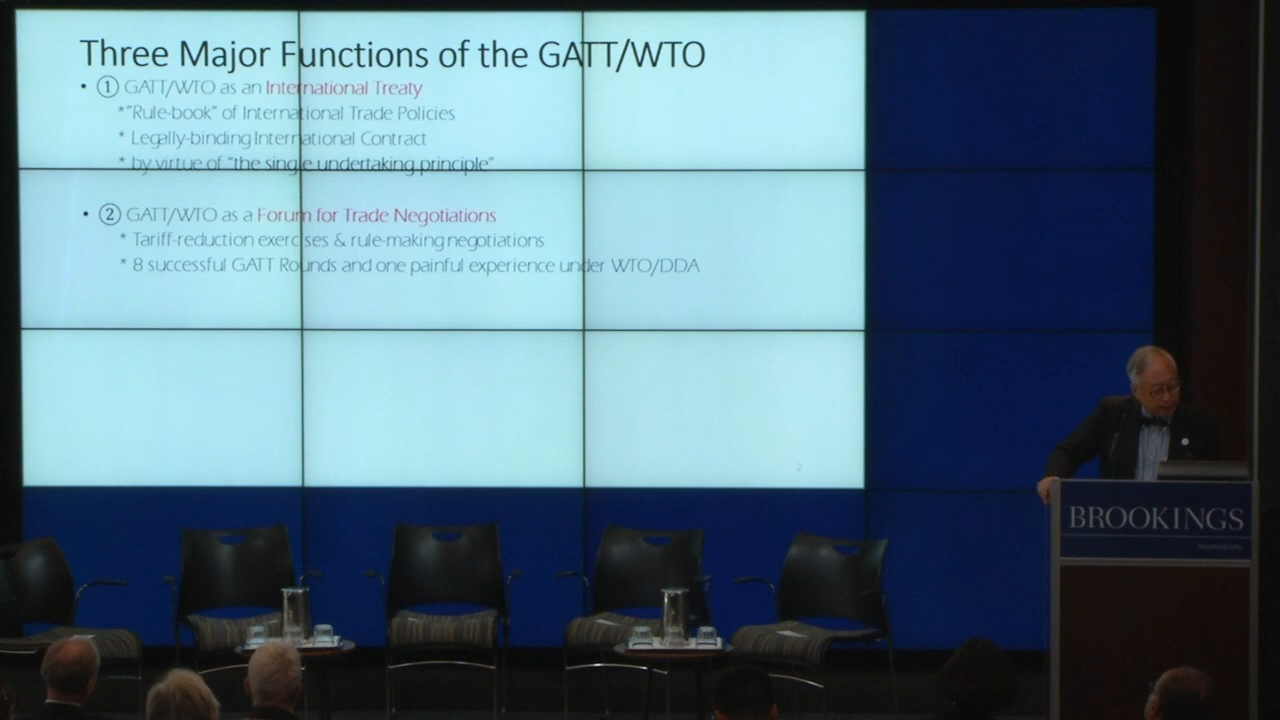 Three Major Functions of the GATT/WTO
• ① GATT/WTO as an International Treaty
*"Rule-book" of International Trade Policies
* Legally-binding International Contract
* by virtue of "the single undertaking principle"
• ② GATT/WTO as a Forum for Trade Negotiations
* Tariff-reduction exercises & rule-making negotiations
* 8 successful GATT Rounds and one painful experience under WTO/DDA
2
BROOKINGS